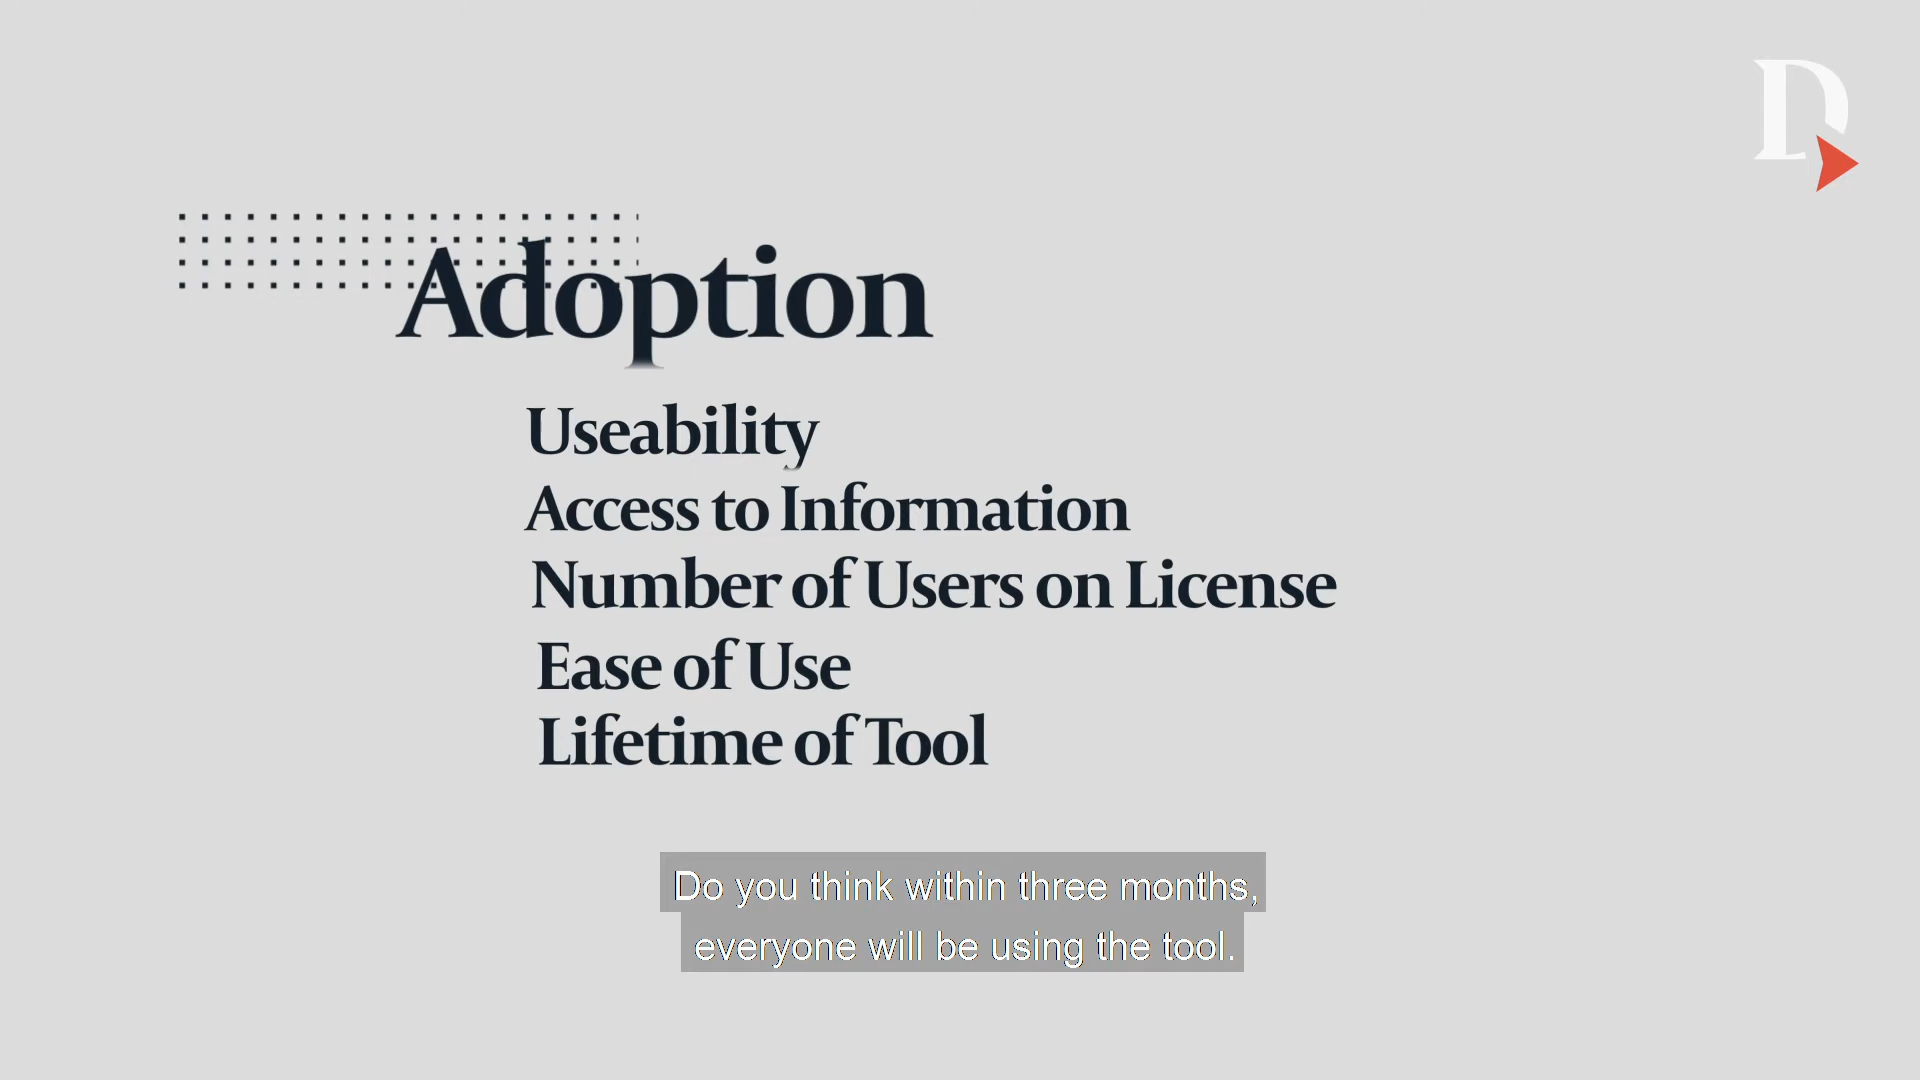 D
Adoption
Useability
Access to Information
Number of Users on License
Ease of Use
Lifetime of Tool
Do you think within three months,
everyone will be using the tool.